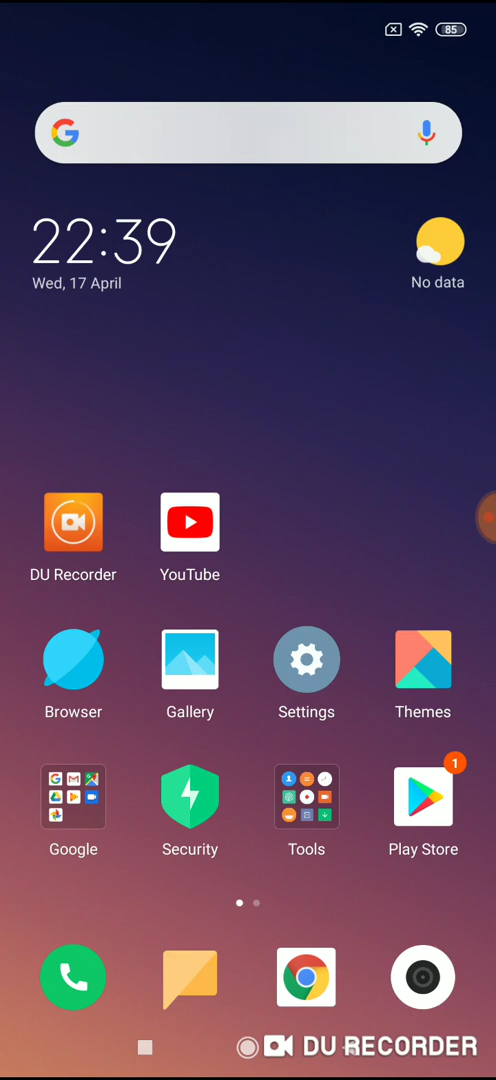 85
22:39
Wed, 17 April
No data
DU Recorder
YouTube
Browser
Gallery
Settings
Themes
1
Google
Security
Tools
Play Store
DU RECORDER